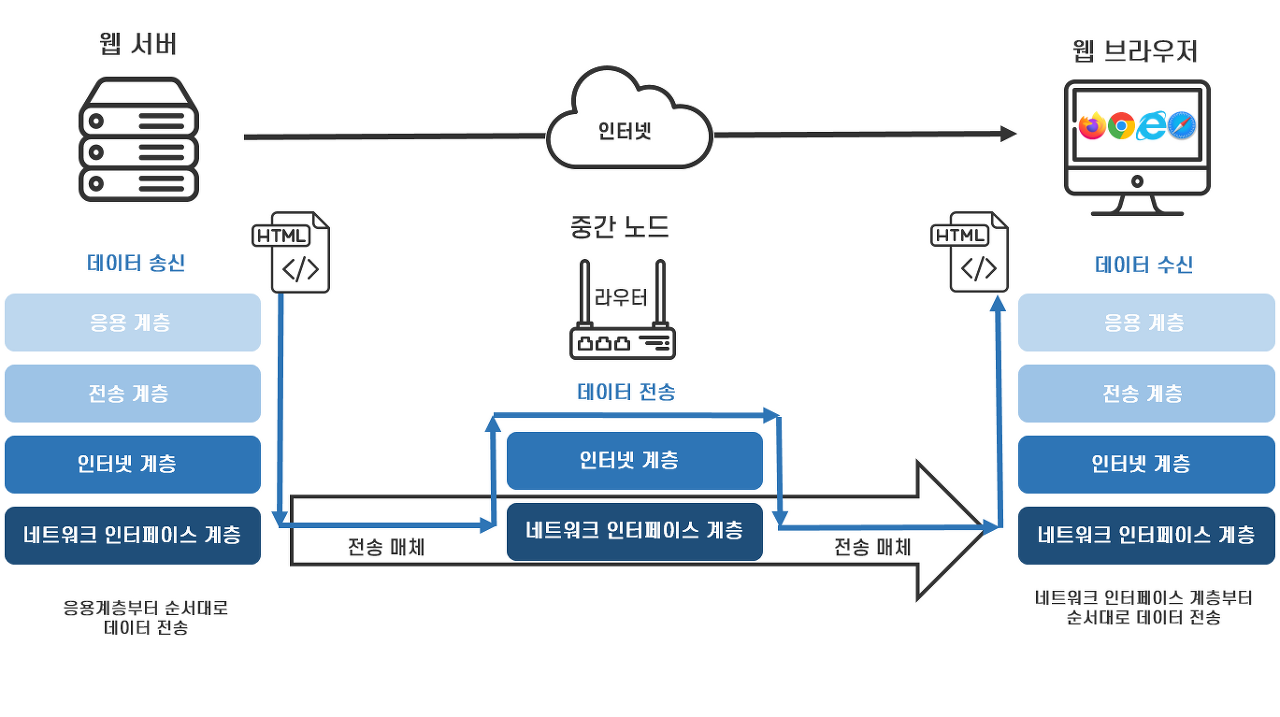 웹 서버
웹 브라우저
인터넷
HTML
중간 노드
HTML
데이터 송신
데이터 수신
라우터
응용 계층
응용 계층
전송 계층
데이터 전송
전송 계층
인터넷 계층
인터넷 계층
인터넷 계층
네트워크 인터페이스 계층
네트워크 인터페이스 계층
네트워크 인터페이스 계층
전송 매체
전송 매체
응용계층부터 순서대로
데이터 전송
네트워크 인터페이스 계층부터
순서대로 데이터 전송